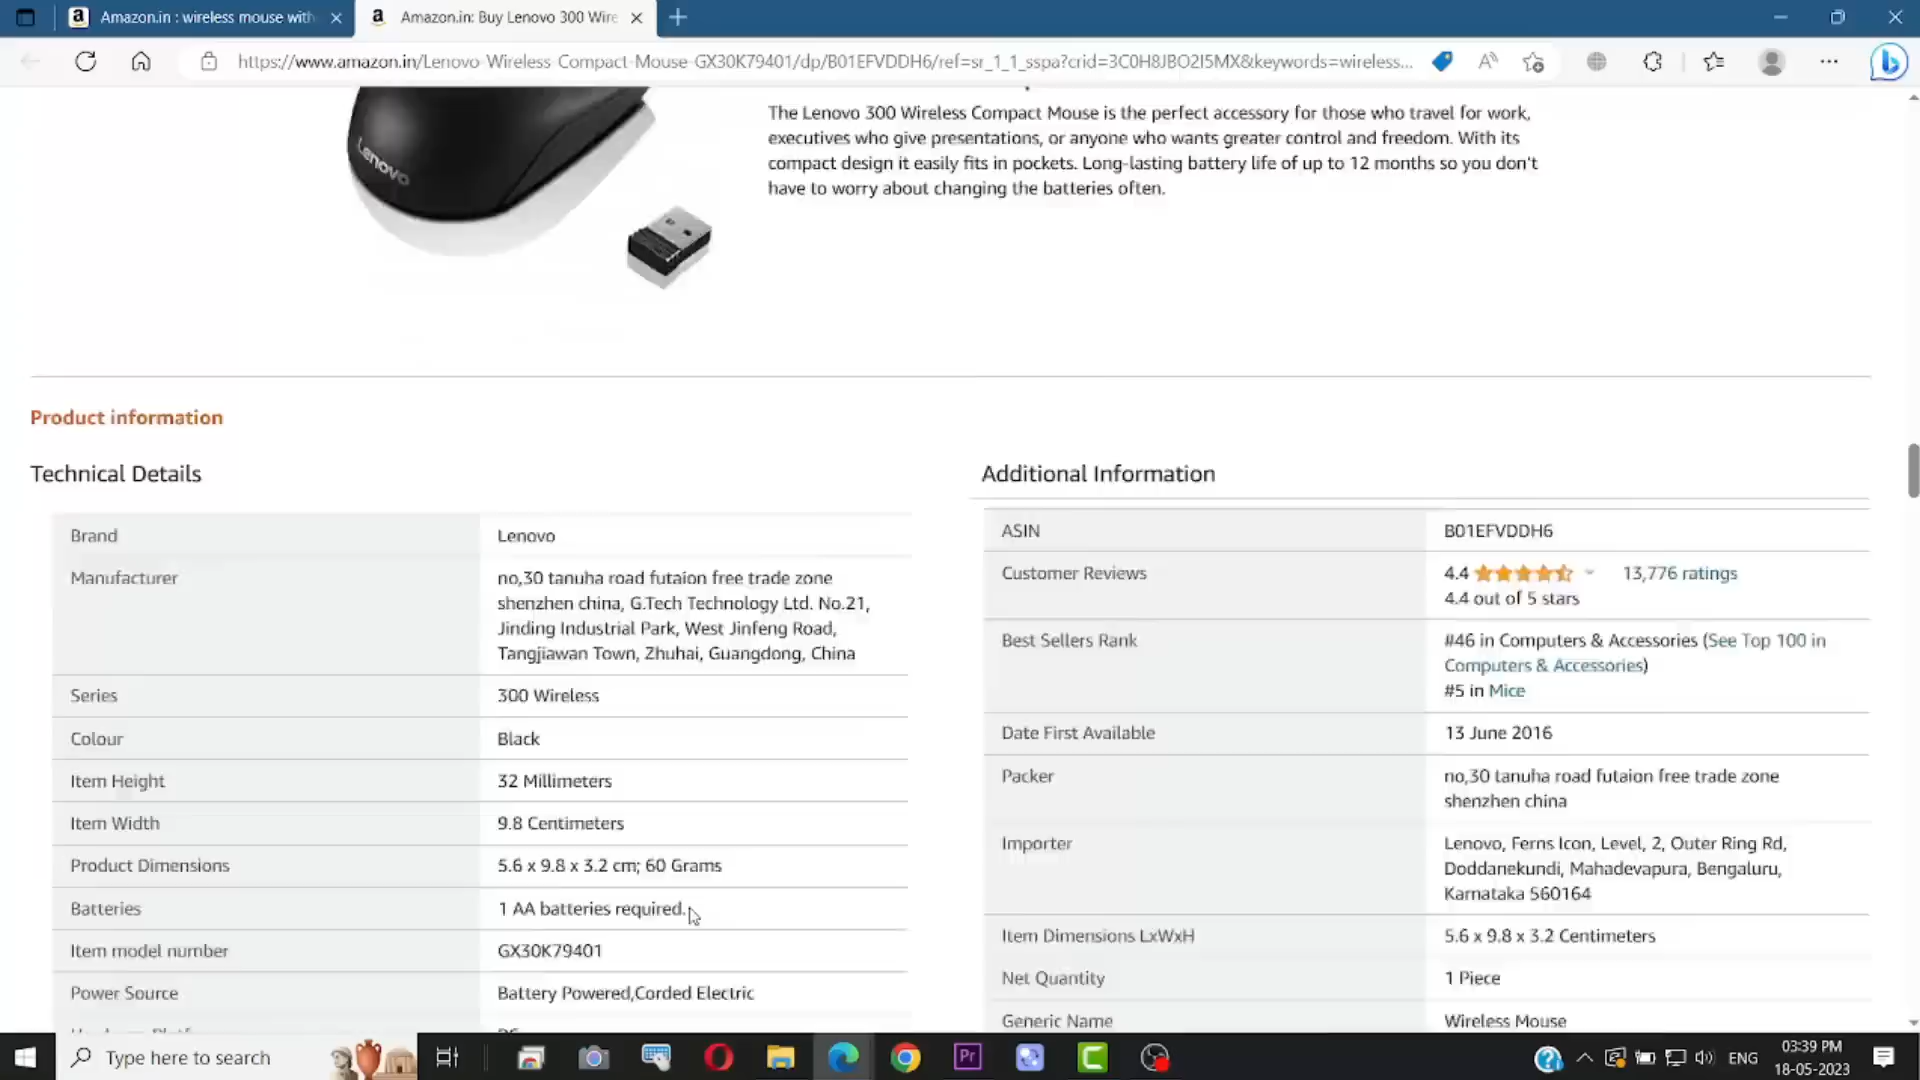 Amazon.in : wireless mouse with
Amazon.in: Buy Lenovo 300 Wire
https://www.amazon.in/Lenovo-Wireless-Compact-Mouse-GX30K79401/dp/B01EFVDDH6/ref=sr_1_1_sspa?crid=3C0H8JBO2I5MX&keywords=wireless...
Lenovo
The Lenovo 300 Wireless Compact Mouse is the perfect accessory for those who travel for work,
executives who give presentations, or anyone who wants greater control and freedom. With its
compact design it easily fits in pockets. Long-lasting battery life of up to 12 months so you don't
have to worry about changing the batteries often.
Product information
Technical Details
Brand Lenovo
Manufacturer no,30 tanuha road futaion free trade zone
shenzhen china, G.Tech Technology Ltd. No.21,
Jinding Industrial Park, West Jinfeng Road,
Tangjiawan Town, Zhuhai, Guangdong, China
Series 300 Wireless
Colour Black
Item Height 32 Millimeters
Item Width 9.8 Centimeters
Product Dimensions 5.6 x 9.8 x 3.2 cm; 60 Grams
Batteries 1 AA batteries required.
Item model number GX30K79401
Power Source Battery Powered,Corded Electric
Additional Information
ASIN B01EFVDDH6
Customer Reviews 4.4 13,776 ratings
4.4 out of 5 stars
Best Sellers Rank #46 in Computers & Accessories (See Top 100 in
Computers & Accessories)
#5 in Mice
Date First Available 13 June 2016
Packer no,30 tanuha road futaion free trade zone
shenzhen china
Importer Lenovo, Ferns Icon, Level, 2, Outer Ring Rd,
Doddanekundi, Mahadevapura, Bengaluru,
Karnataka 560164
Item Dimensions LxWxH 5.6 x 9.8 x 3.2 Centimeters
Net Quantity 1 Piece
Generic Name Wireless Mouse
Type here to search
Pr
ENG
03:39 PM
18-05-2023